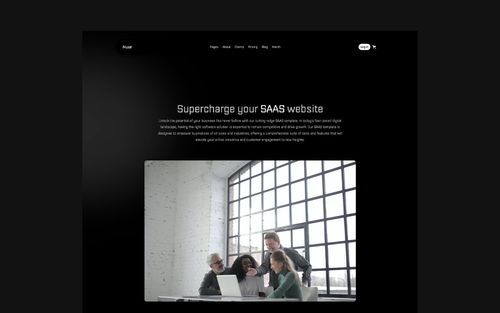 Pages About Demos Pricing Blog
Log in
Supercharge your SAAS website
Unlock the potential of your business like never before with our cutting-edge SAAS template. In today's fast-paced digital
landscape, having the right software solution is essential to remain competitive and drive growth. Our SAAS template is
designed to empower businesses of all sizes and industries, offering a comprehensive suite of tools and features that will
elevate your online presence and customer engagement to new heights.